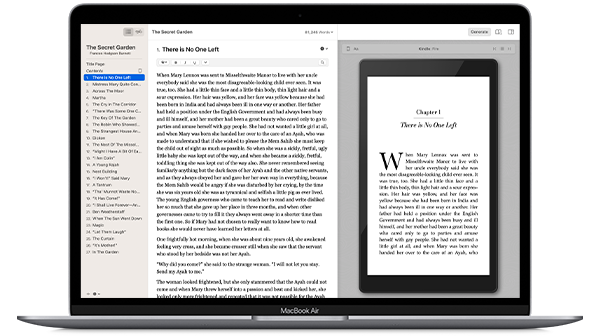 The Secret Garden
81,346 Words
Generate
The Secret Garden
Frances Hodgson Burnett
Title Page
Contents
1. There is No One Left
2. Mistress Mary Quite Con...
3. Across The Moor
4. Martha
5. The Cry in The Corridor
6. "There Was Some One C...
7. The Key Of The Garden
8. The Robin Who Showed...
9. The Strangest House An...
10. Dickon
11. The Nest Of The Missel...
12. "Might I Have A Bit Of Ea...
13. "I Am Colin"
14. A Young Rajah
15. Nest Building
16. "I Won't!" Said Mary
17. A Tantrum
18. "Tha' Munnot Waste No...
19. "It Has Come!"
20. "I Shall Live Forever—An...
21. Ben Weatherstaff
22. When The Sun Went Down
23. Magic
24. "Let Them Laugh"
25. The Curtain
26. "It's Mother!"
27. In The Garden
1. There is No One Left
When Mary Lennox was sent to Misselthwaite Manor to live with her uncle
everybody said she was the most disagreeable-looking child ever seen. It was
true, too. She had a little thin face and a little thin body, thin light hair and a
sour expression. Her hair was yellow, and her face was yellow because she had
been born in India and had always been ill in one way or another. Her father
had held a position under the English Government and had always been busy
and ill himself, and her mother had been a great beauty who cared only to go to
parties and amuse herself with gay people. She had not wanted a little girl at all,
and when Mary was born she handed her over to the care of an Ayah, who was
made to understand that if she wished to please the Mem Sahib she must keep
the child out of sight as much as possible. So when she was a sickly, fretful, ugly
little baby she was kept out of the way, and when she became a sickly, fretful,
toddling thing she was kept out of the way also. She never remembered seeing
familiarly anything but the dark faces of her Ayah and the other native servants,
and as they always obeyed her and gave her her own way in everything, because
the Mem Sahib would be angry if she was disturbed by her crying, by the time
she was six years old she was as tyrannical and selfish a little pig as ever lived.
The young English governess who came to teach her to read and write disliked
her so much that she gave up her place in three months, and when other
governesses came to try to fill it they always went away in a shorter time than
the first one. So if Mary had not chosen to really want to know how to read
books she would never have learned her letters at all.
One frightfully hot morning, when she was about nine years old, she awakened
feeling very cross, and she became crosser still when she saw that the servant
who stood by her bedside was not her Ayah.
"Why did you come?" she said to the strange woman. "I will not let you stay.
Send my Ayah to me."
The woman looked frightened, but she only stammered that the Ayah could not
come and when Mary threw herself into a passion and beat and kicked her, she
looked only more frightened and repeated that it was not possible for the Ayah
Kindle Fire
Chapter 1
There is No One Left
When Mary Lennox was sent to
Misselthwaite Manor to live with
her uncle everybody said she was
the most disagreeable-looking child ever seen. It
was true, too. She had a little thin face and a
little thin body, thin light hair and a sour expres-
sion. Her hair was yellow, and her face was
yellow because she had been born in India and
had always been ill in one way or another. Her
father had held a position under the English
Government and had always been busy and ill
himself, and her mother had been a great beauty
who cared only to go to parties and amuse
herself with gay people. She had not wanted a
little girl at all, and when Mary was born she
handed her over to the care of an Ayah, who
MacBook Air